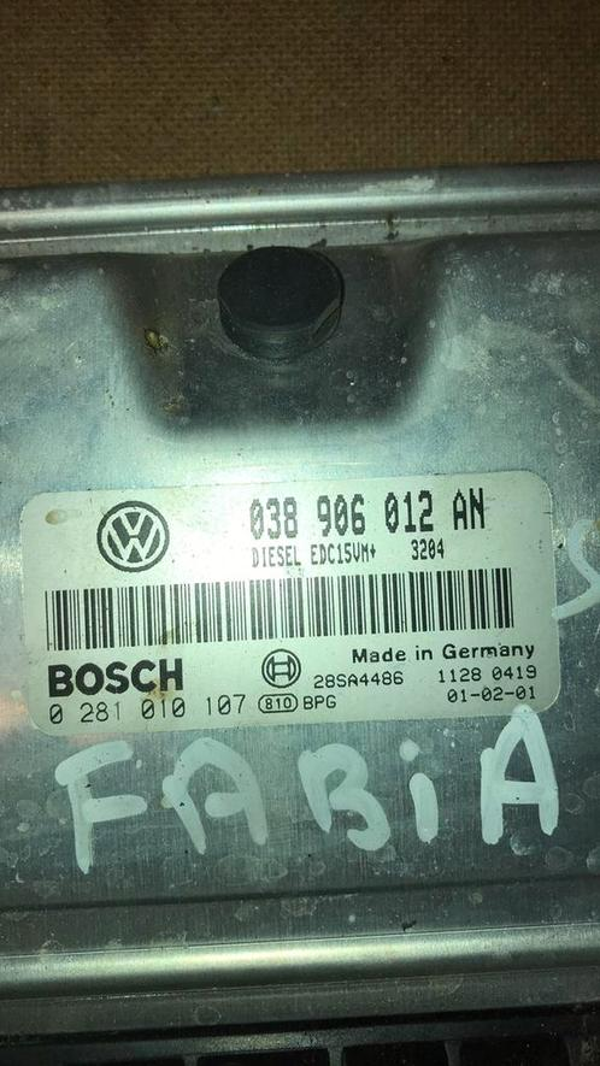 038 906 012 AN
DIESEL EDC15VM+ 3204
BOSCH
Made in Germany
28SA4486 1128 0419
0 281 010 107 810 BPG 01-02-01
FABiA